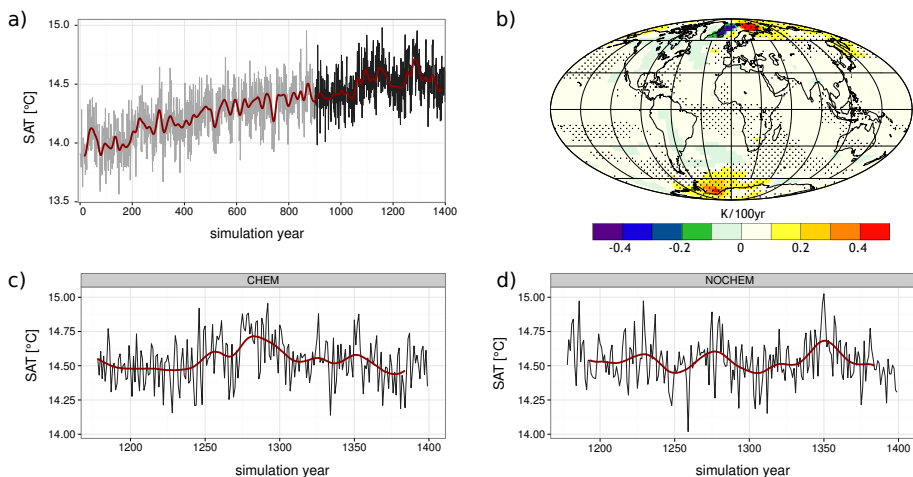 a)
15.0
14.5
14.0
13.5
SAT [°C]
0 200 400 600 800 1000 1200 1400
simulation year
b)
K/100yr
-0.4 -0.2 0 0.2 0.4
c)
CHEM
15.00
14.75
14.50
14.25
14.00
SAT [°C]
1200 1250 1300 1350 1400
simulation year
d)
NOCHEM
15.00
14.75
14.50
14.25
14.00
SAT [°C]
1200 1250 1300 1350 1400
simulation year